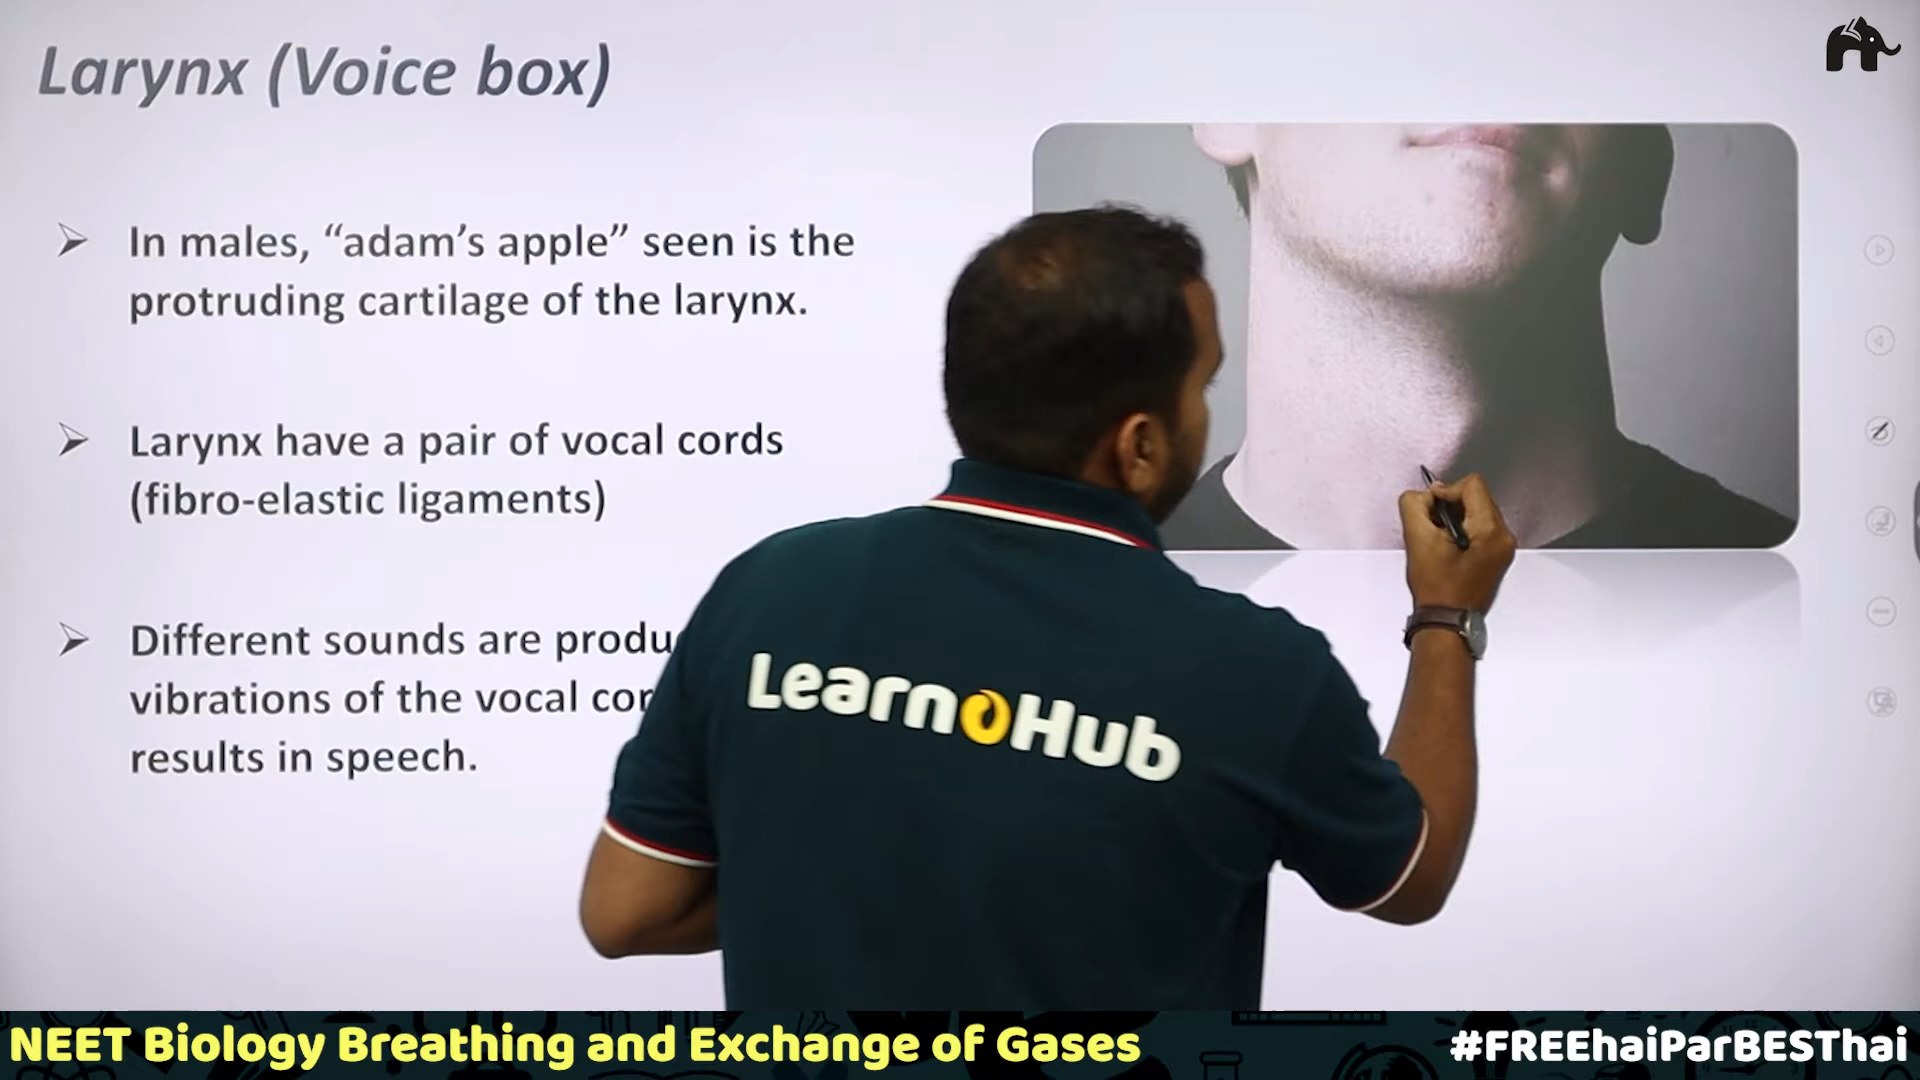 Larynx (Voice box)
In males, “adam’s apple” seen is the
protruding cartilage of the larynx.
Larynx have a pair of vocal cords
(fibro-elastic ligaments)
Different sounds are
vibrations of the vocal
results in speech.
LearnoHub
NEET Biology Breathing and Exchange of Gases
#FREEhaiParBESThai